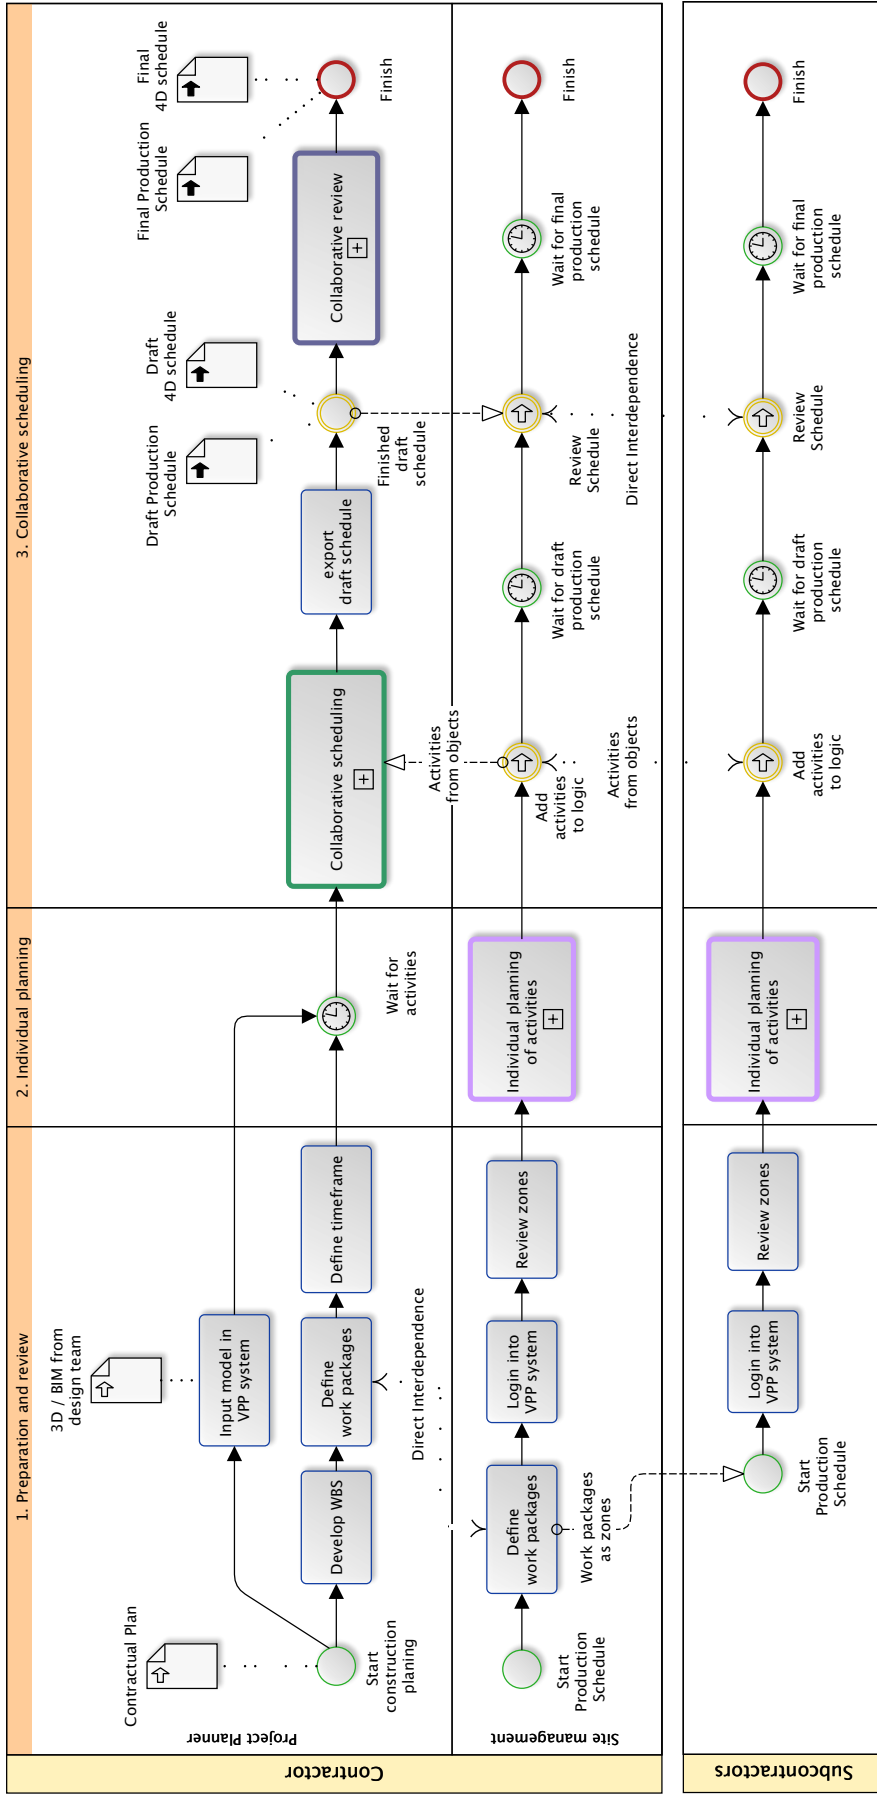 1. Preparation and review
2. Individual planning
3. Collaborative scheduling
Contractor
Project Planner
Contractual Plan
Start
construction
planing
3D / BIM from
design team
Input model in
VPP system
Develop WBS
Define
work packages
Define timeframe
Direct Interdependence
Wait for
activities
Collaborative scheduling
Activities
from objects
export
draft schedule
Draft Production
Schedule
Draft
4D schedule
Finished
draft
schedule
Collaborative review
Final Production
Schedule
Final
4D schedule
Finish
Site management
Start
Production
Schedule
Define
work packages
Work packages
as zones
Login into
VPP system
Review zones
Individual planning
of activities
Add
activities
to logic
Activities
from objects
Wait for draft
production
schedule
Review
Schedule
Direct Interdependence
Wait for final
production
schedule
Finish
Subcontractors
Start
Production
Schedule
Login into
VPP system
Review zones
Individual planning
of activities
Add
activities
to logic
Wait for draft
production
schedule
Review
Schedule
Wait for final
production
schedule
Finish